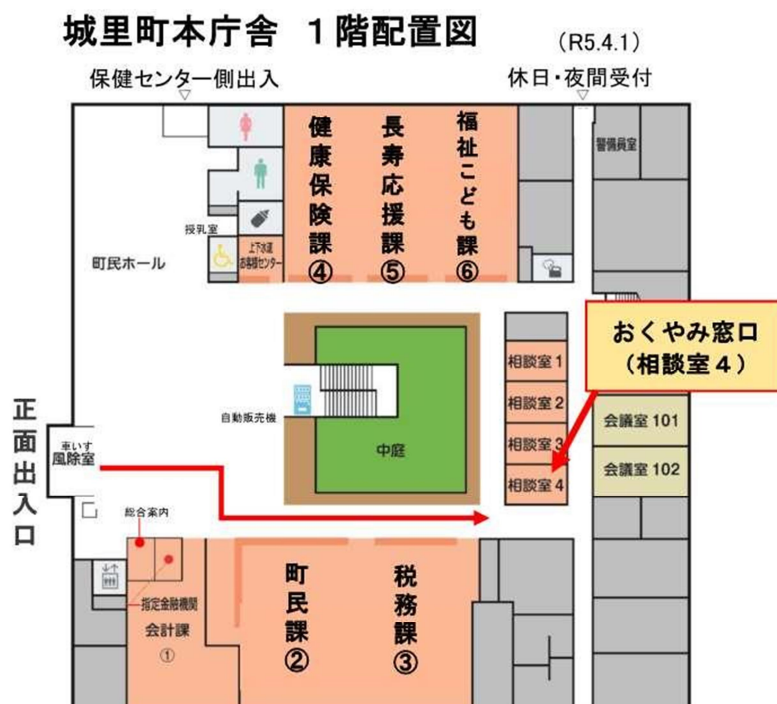 城里町本庁舎 1階配置図
(R5.4.1)
保健センター側出入
休日・夜間受付
健康保険課④
長寿応援課⑤
福祉こども課⑥
警備員室
授乳室
上下水道
お客様センター
町民ホール
おくやみ窓口
(相談室4)
相談室1
相談室2
相談室3
相談室4
会議室101
会議室102
自動販売機
中庭
正面出入口
車いす
風除室
総合案内
指定金融機関
会計課
①
町民課②
税務課③